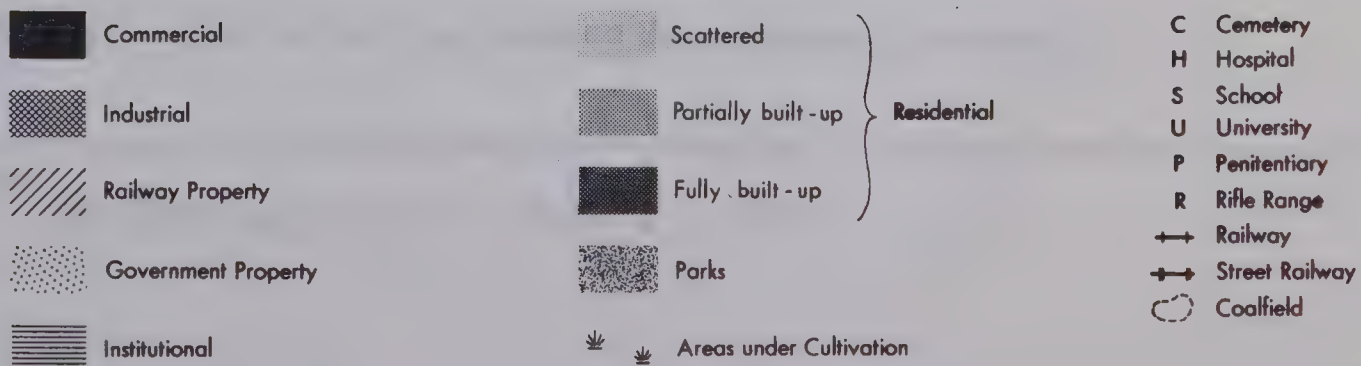 Commercial
Industrial
Railway Property
Government Property
Institutional
Scattered
Partially built-up
Fully built-up
Residential
Parks
Areas under Cultivation
C Cemetery
H Hospital
S School
U University
P Penitentiary
R Rifle Range
Railway
Street Railway
Coalfield